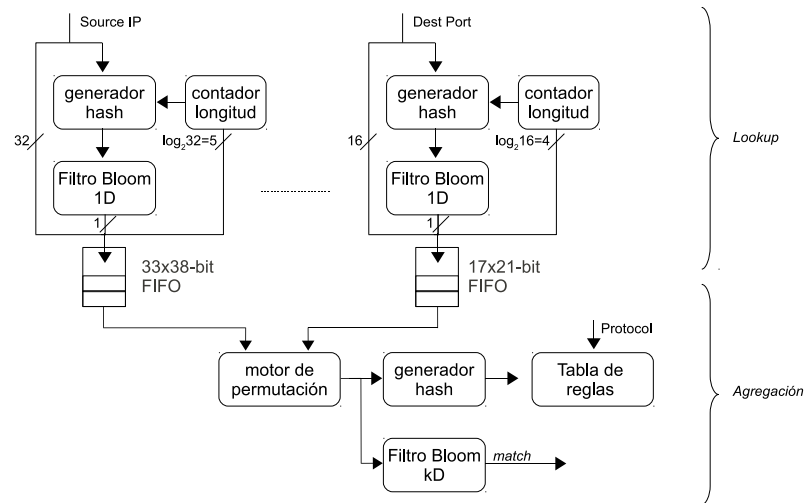 Source IP
Dest Port
generador hash
contador longitud
generador hash
contador longitud
32
log₂32=5
16
log₂16=4
Lookup
Filtro Bloom 1D
Filtro Bloom 1D
1
1
33x38-bit FIFO
17x21-bit FIFO
Protocol
motor de permutación
generador hash
Tabla de reglas
Agregación
Filtro Bloom kD
match